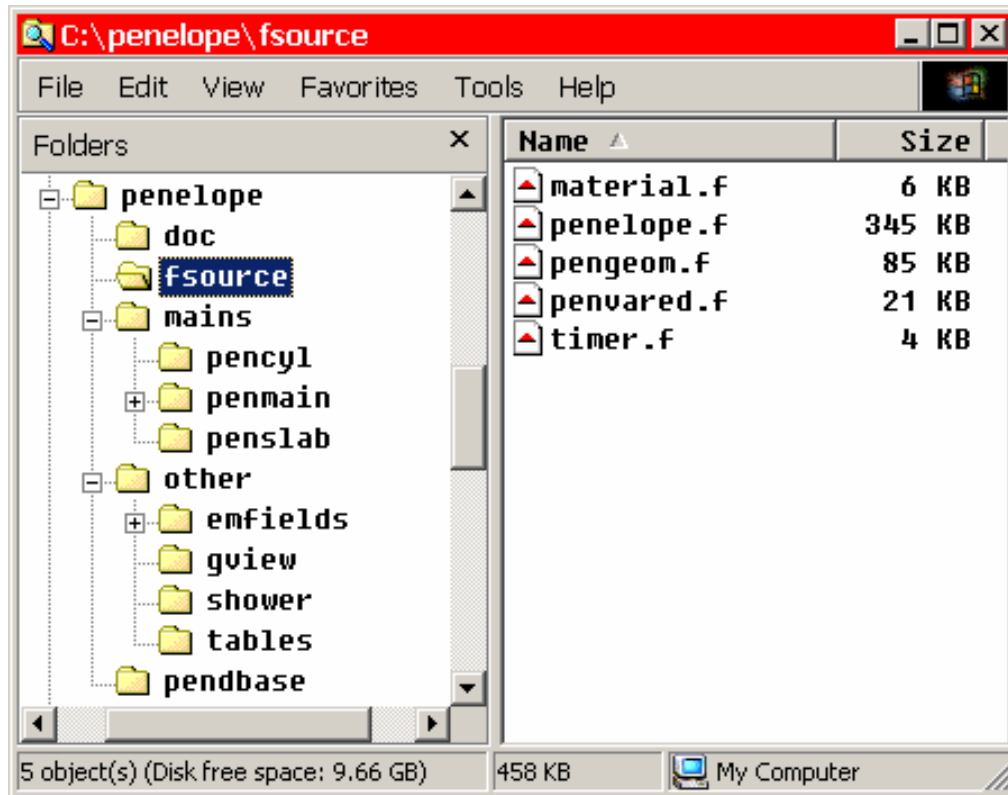 C:\penelope\fsource
File Edit View Favorites Tools Help
Folders
penelope
doc
fsource
mains
pencyl
penmain
penslab
other
emfields
gview
shower
tables
pendbase
Name Size
material.f 6 KB
penelope.f 345 KB
pengeom.f 85 KB
penvared.f 21 KB
timer.f 4 KB
5 object(s) (Disk free space: 9.66 GB) 458 KB My Computer